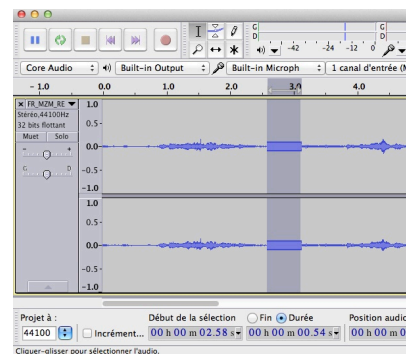 G
D
-42
-24
-12
0
G
D
Core Audio
Built-in Output
Built-in Microph
1 canal d'entrée (M
- 1.0
0.0
1.0
2.0
3.0
4.0
FR_MZM_RE
Stéréo,44100Hz
32 bits flottant
Muet
Solo
-
+
G
D
1.0
0.5-
0.0-
-0.5-
-1.0
1.0
0.5-
0.0-
-0.5-
-1.0
Projet à :
Début de la sélection
Fin
Durée
Position audio
44100
Incrément...
00 h 00 m 02.58 s
00 h 00 m 00.54 s
00 h 00 m 0
Cliquer-glisser pour sélectionner l'audio.